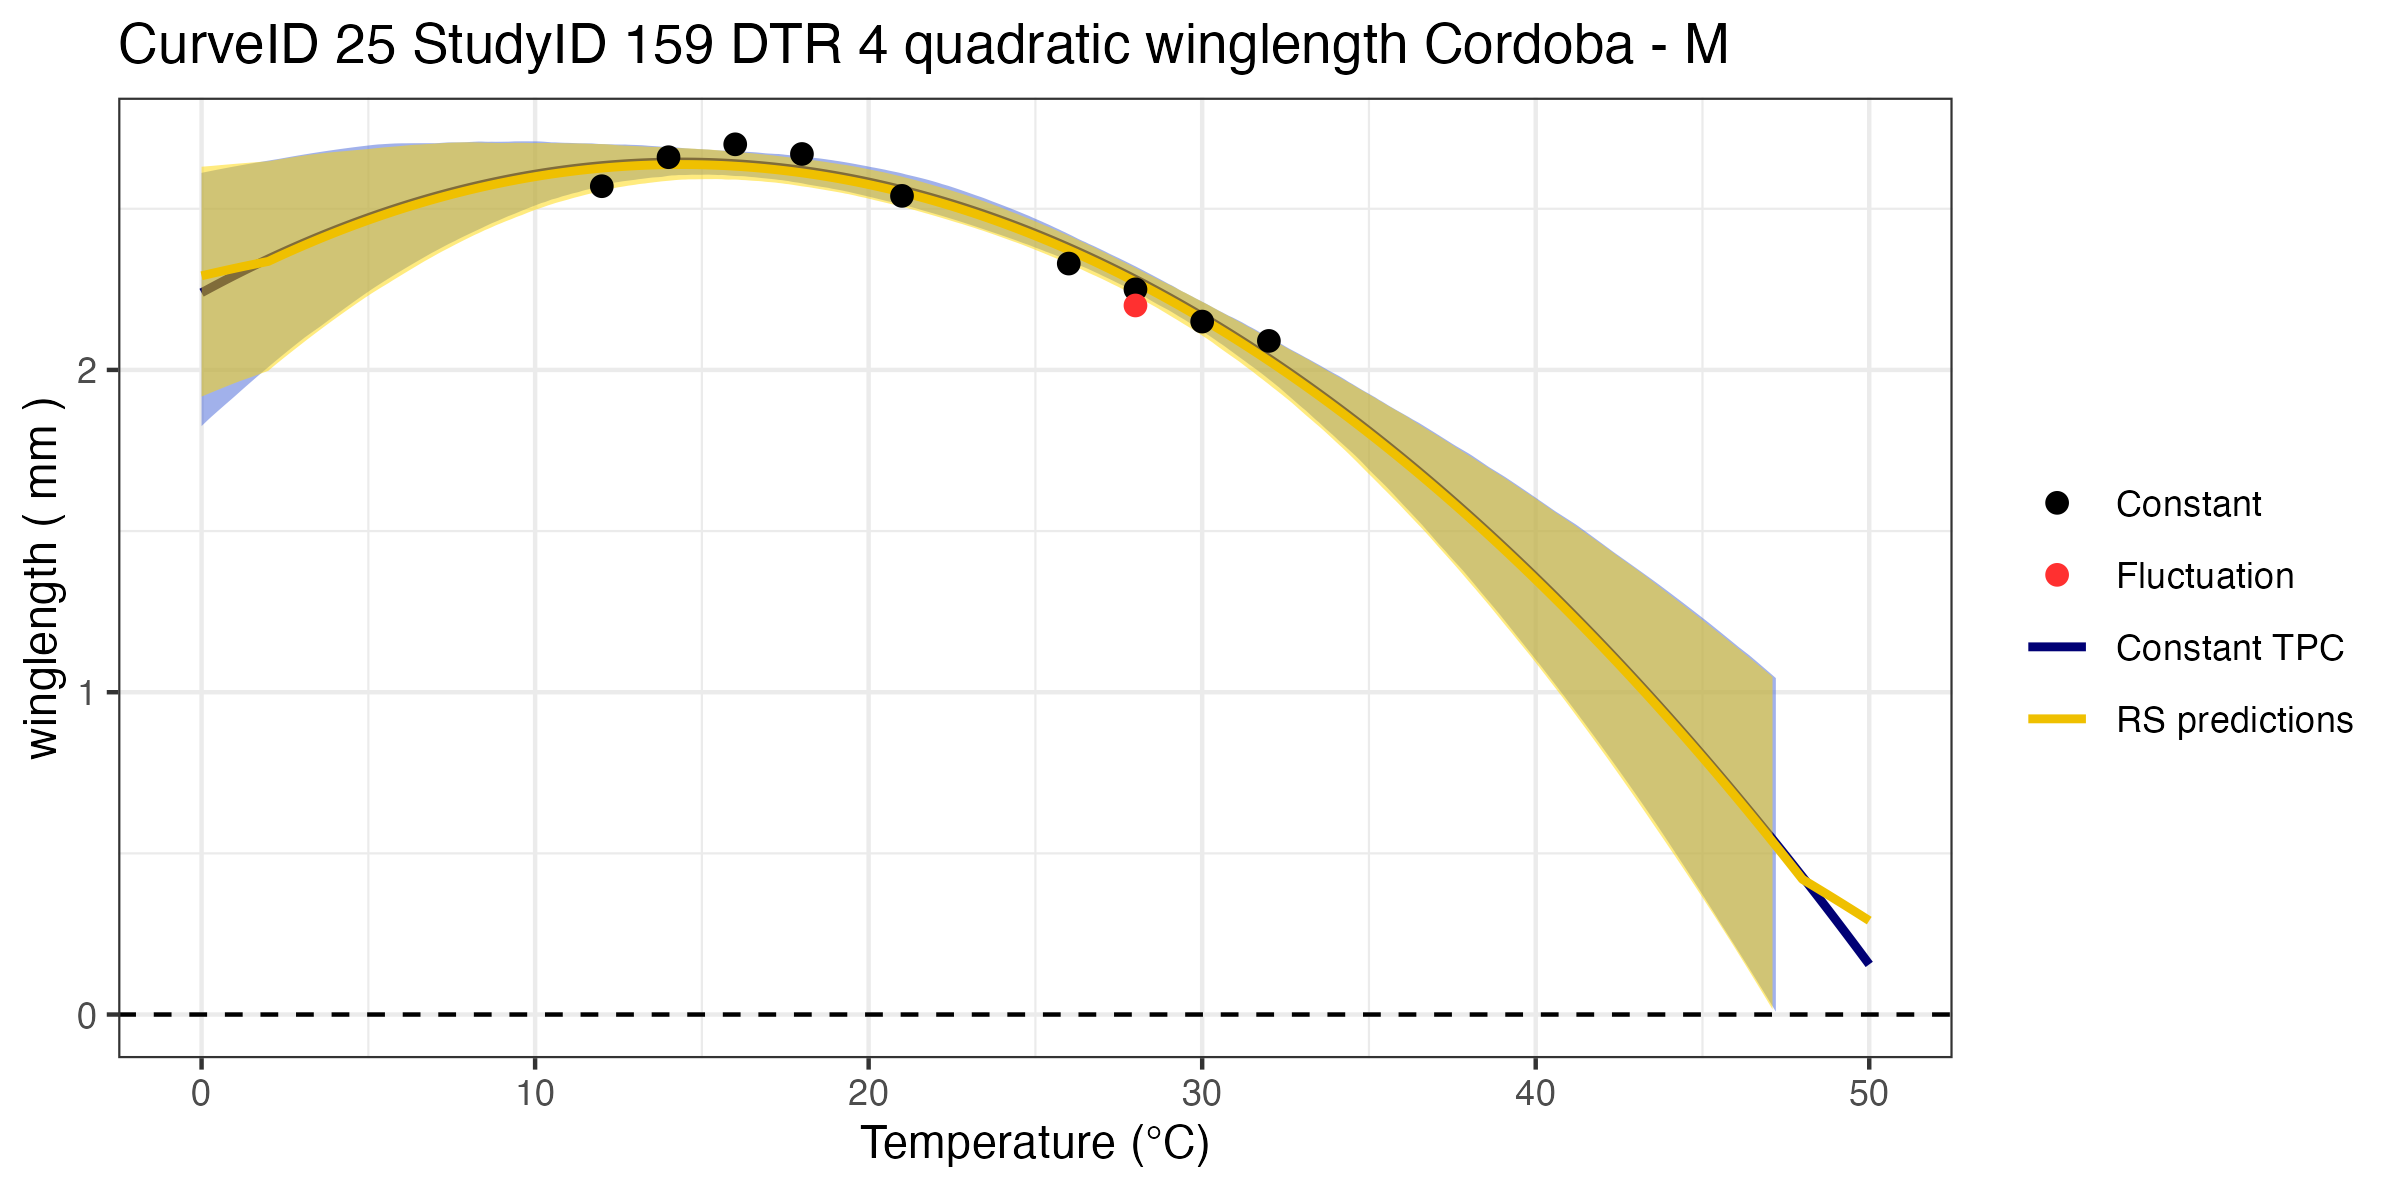 CurveID 25 StudyID 159 DTR 4 quadratic winglength Cordoba - M
winglength ( mm )
2
1
0
0 10 20 30 40 50
Temperature (°C)
Constant
Fluctuation
Constant TPC
RS predictions